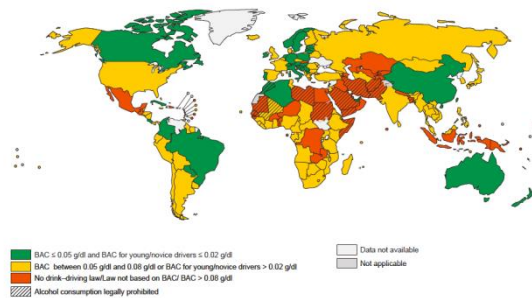 BAC ≤ 0.05 g/dl and BAC for young/novice drivers ≤ 0.02 g/dl
BAC between 0.05 g/dl and 0.08 g/dl or BAC for young/novice drivers > 0.02 g/dl
No drink–driving law/Law not based on BAC/ BAC > 0.08 g/dl
Alcohol consumption legally prohibited
Data not available
Not applicable